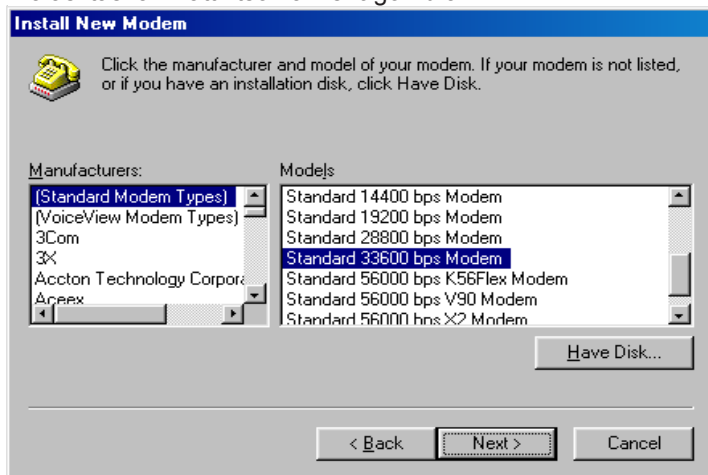 Install New Modem
Click the manufacturer and model of your modem. If your modem is not listed,
or if you have an installation disk, click Have Disk.
Manufacturers:
Models
(Standard Modem Types)
(VoiceView Modem Types)
3Com
3X
Accton Technology Corpora
Aceex
Standard 14400 bps Modem
Standard 19200 bps Modem
Standard 28800 bps Modem
Standard 33600 bps Modem
Standard 56000 bps K56Flex Modem
Standard 56000 bps V90 Modem
Standard 56000 bps X2 Modem
Have Disk...
< Back
Next >
Cancel